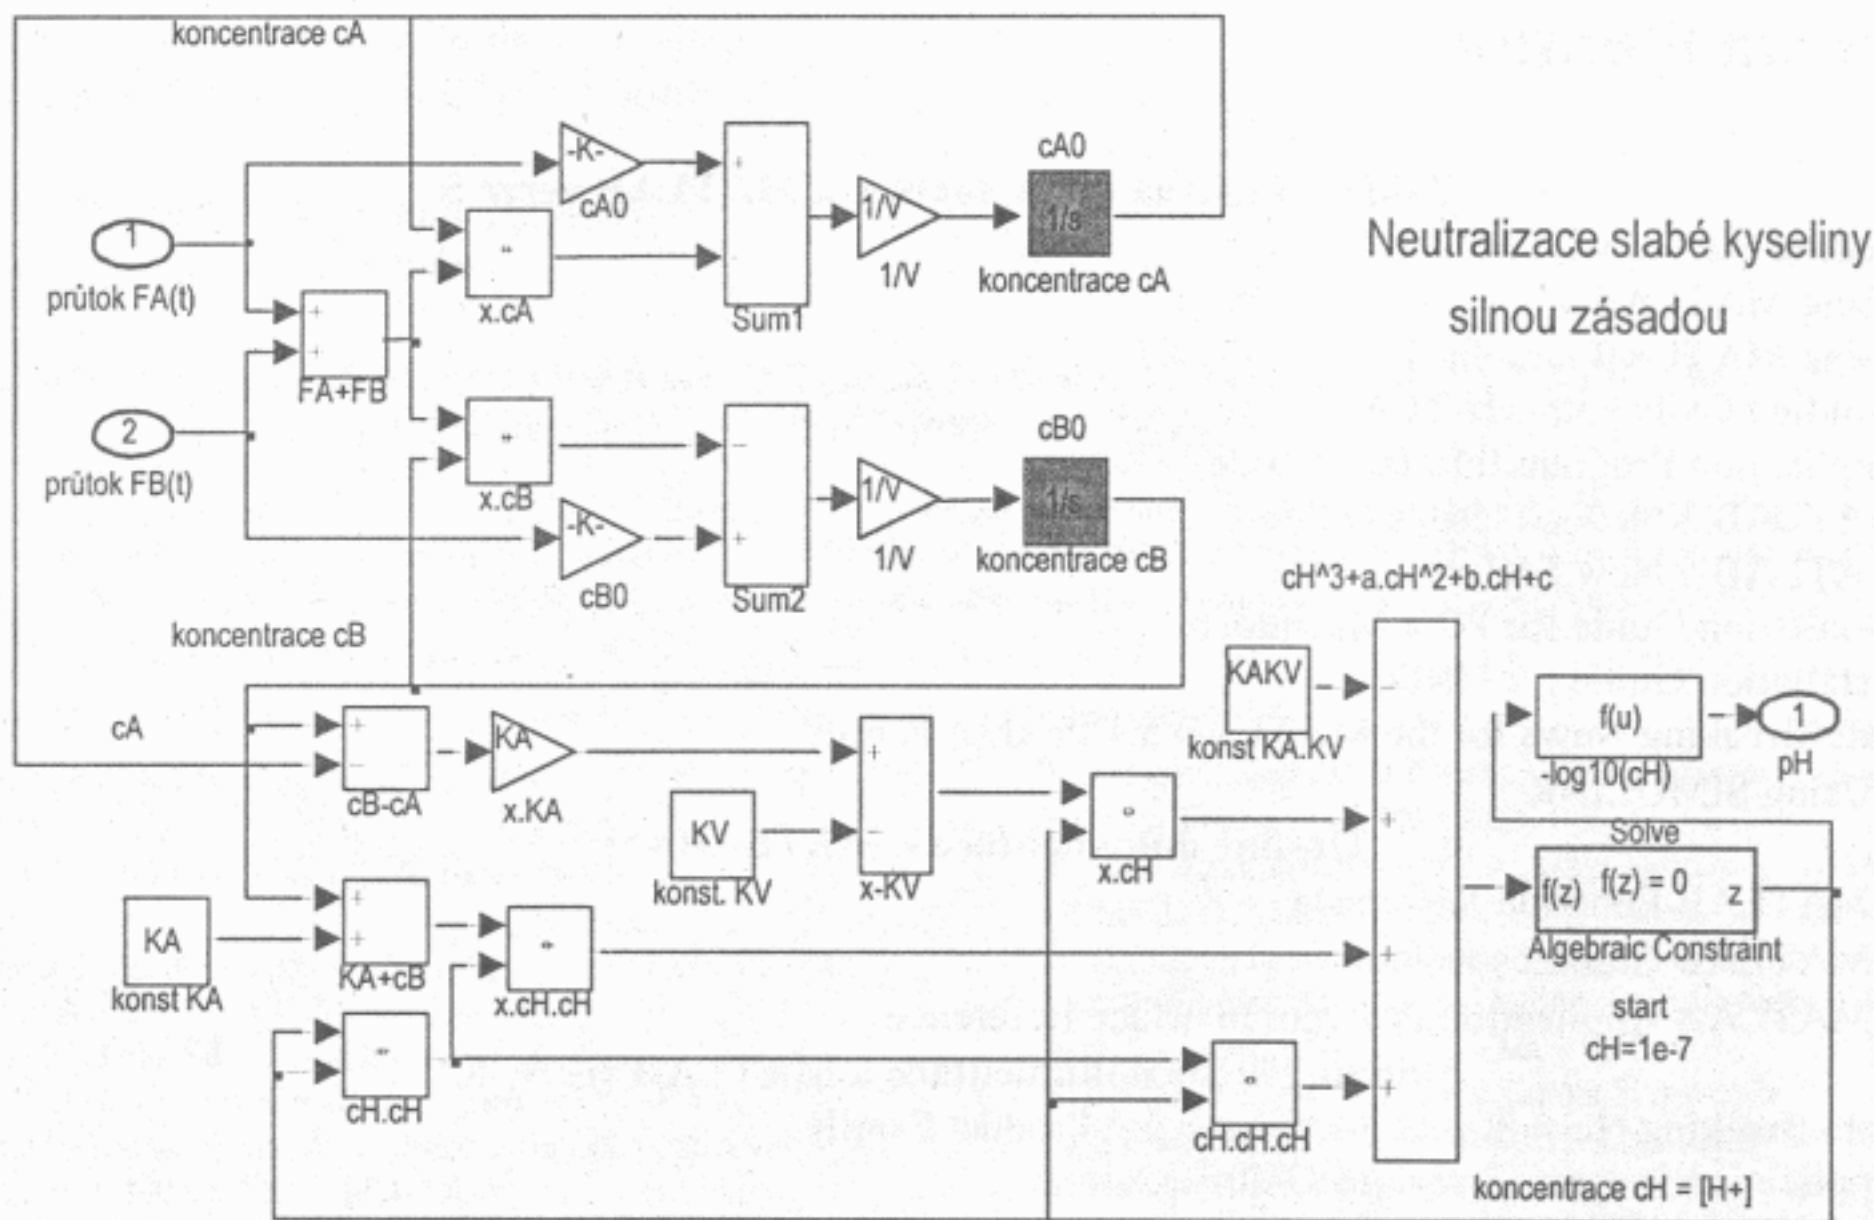 koncentrace cA
cA0
-K-
cA0
1/V
1/s
1
průtok FA(t)
x.cA
Sum1
1/V
koncentrace cA
Neutralizace slabé kyseliny
silnou zásadou
FA+FB
2
průtok FB(t)
x.cB
cB0
-K-
cB0
Sum2
1/V
1/V
1/s
koncentrace cB
cH^3+a.cH^2+b.cH+c
koncentrace cB
KAKV
konst KA.KV
f(u)
-log10(cH)
1
pH
cA
cB-cA
KA
x.KA
KV
konst. KV
x-KV
x.cH
Solve
f(z)
f(z) = 0
z
Algebraic Constraint
KA
konst KA
KA+cB
x.cH.cH
start
cH=1e-7
cH.cH
cH.cH.cH
koncentrace cH = [H+]